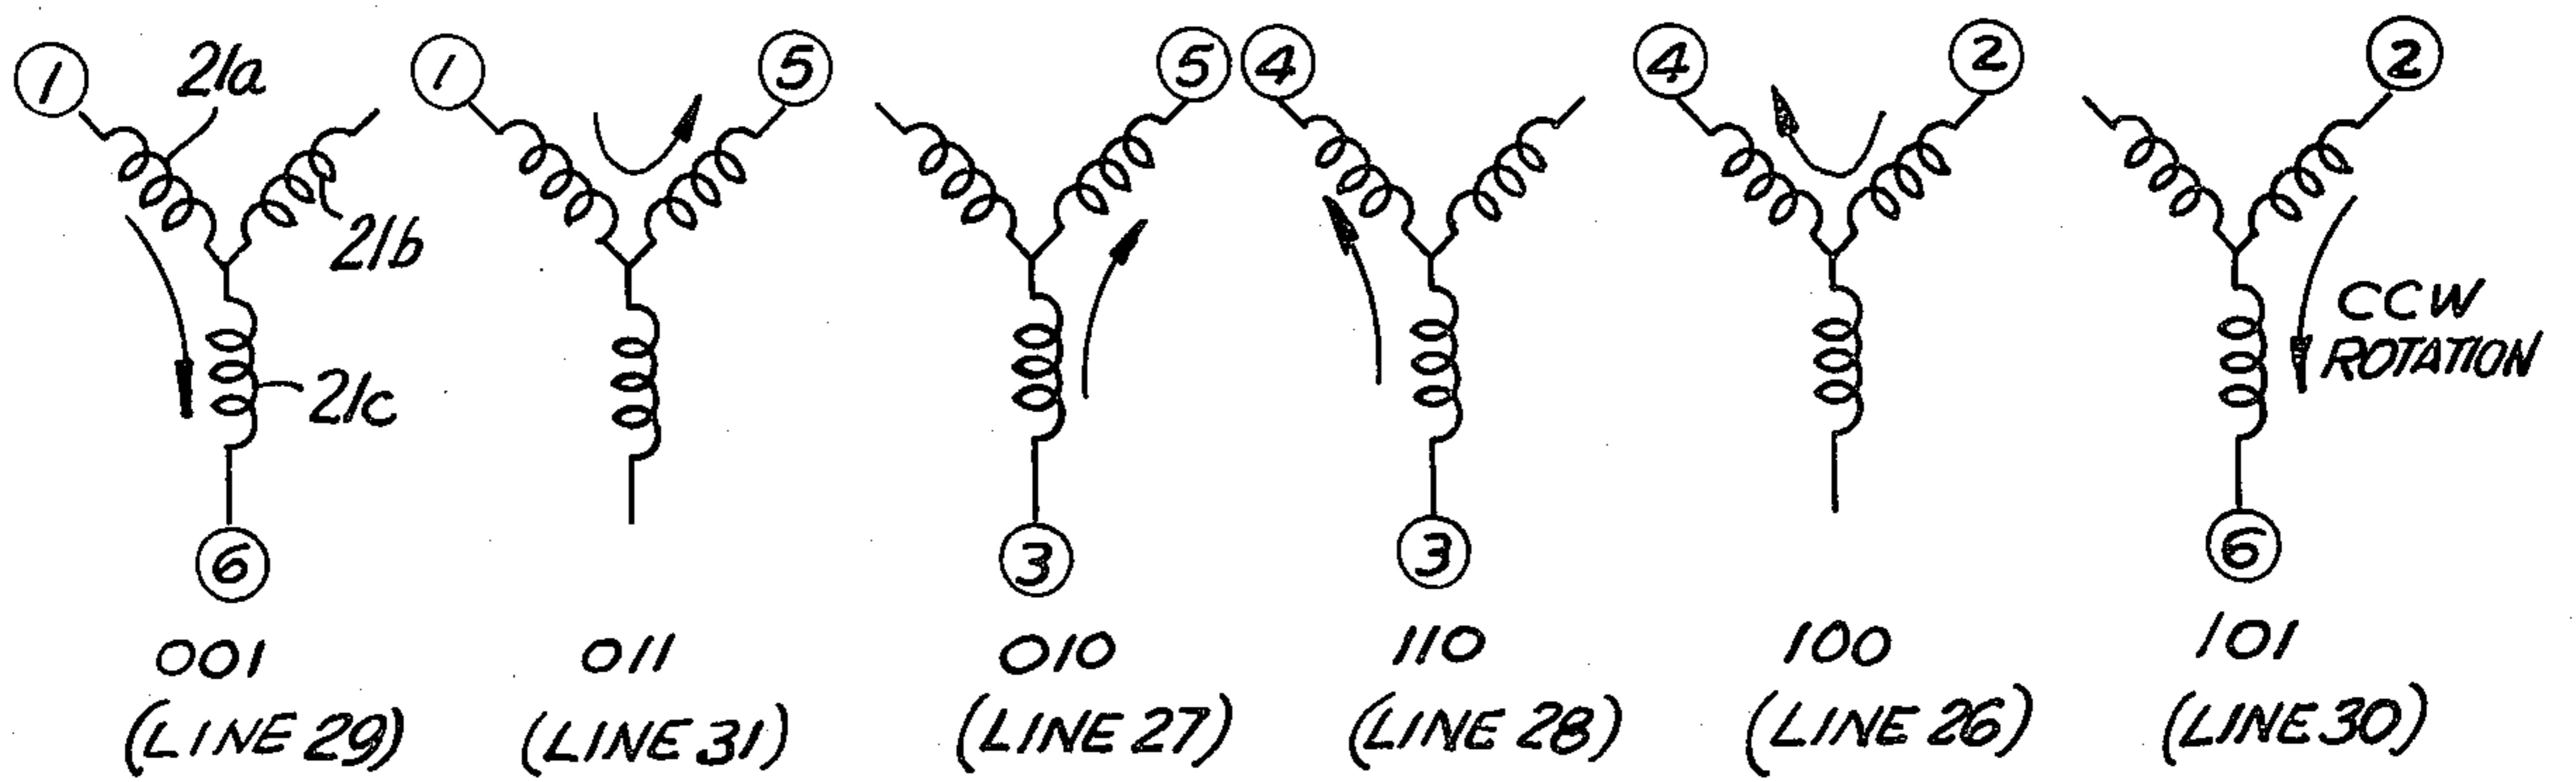 1 21a 1 5 5 4 4 2 2
21b
21c
CCW
ROTATION
6 3 3 6
001 011 010 110 100 101
(LINE 29) (LINE 31) (LINE 27) (LINE 28) (LINE 26) (LINE 30)